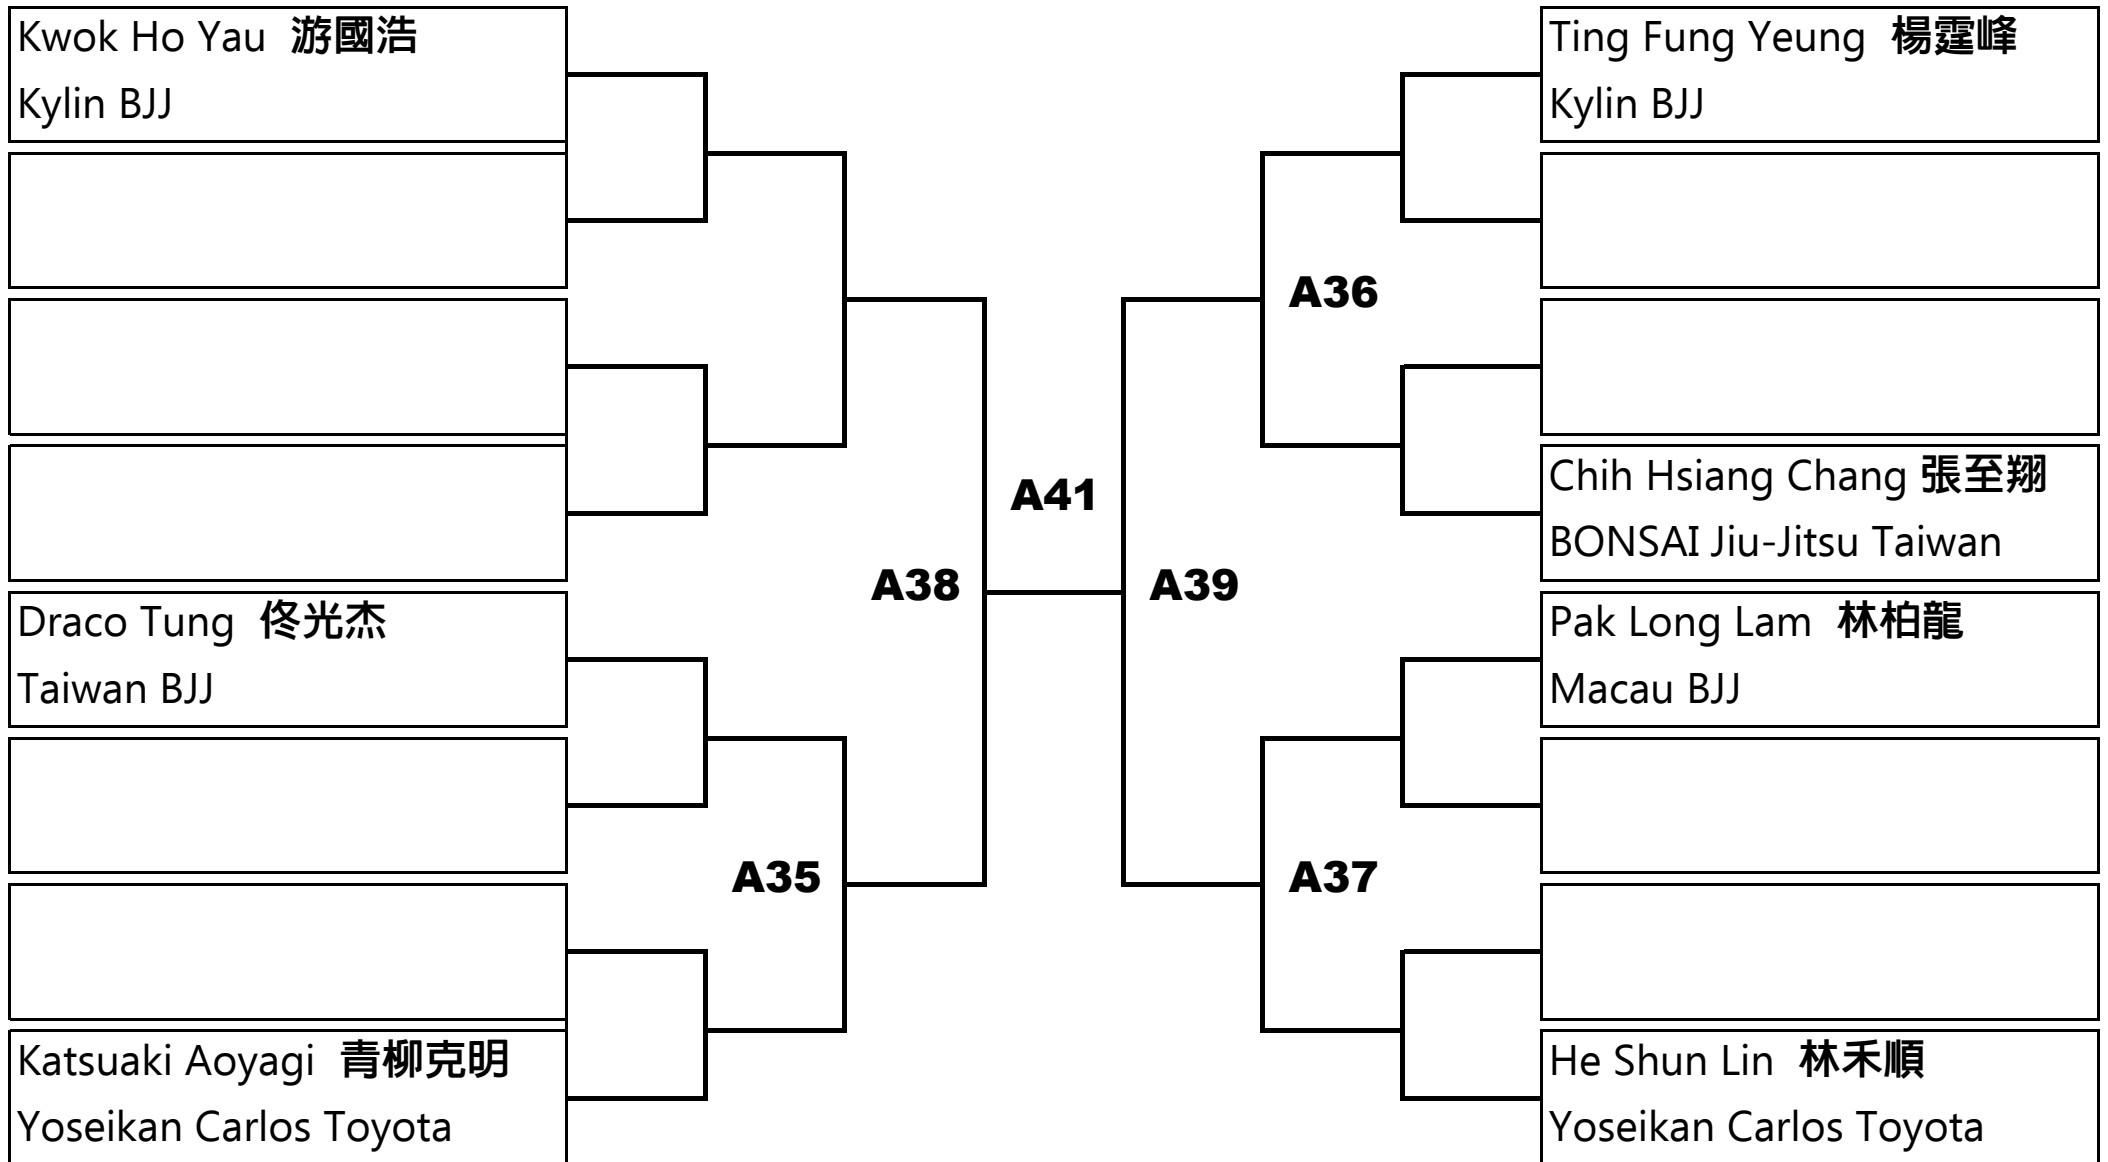 Kwok Ho Yau 游國浩
Kylin BJJ
Draco Tung 佟光杰
Taiwan BJJ
Katsuaki Aoyagi 青柳克明
Yoseikan Carlos Toyota
A35
A38
A41
A39
A36
A37
Ting Fung Yeung 楊霆峰
Kylin BJJ
Chih Hsiang Chang 張至翔
BONSAI Jiu-Jitsu Taiwan
Pak Long Lam 林柏龍
Macau BJJ
He Shun Lin 林禾順
Yoseikan Carlos Toyota